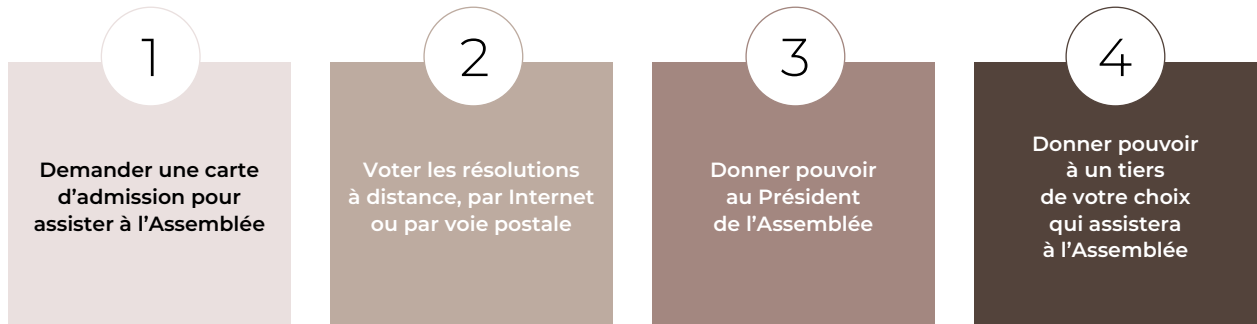 1
Demander une carte
d’admission pour
assister à l’Assemblée
2
Voter les résolutions
à distance, par Internet
ou par voie postale
3
Donner pouvoir
au Président
de l’Assemblée
4
Donner pouvoir
à un tiers
de votre choix
qui assistera
à l’Assemblée